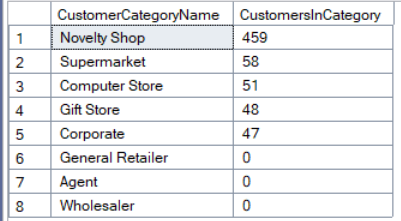 CustomerCategoryName CustomersInCategory
1 Novelty Shop 459
2 Supermarket 58
3 Computer Store 51
4 Gift Store 48
5 Corporate 47
6 General Retailer 0
7 Agent 0
8 Wholesaler 0